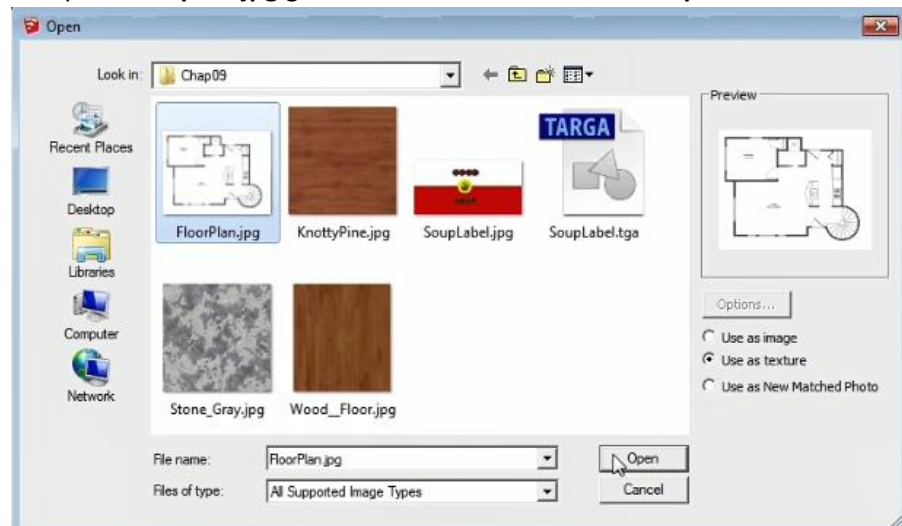 Open
Look in: Chap09
Preview
Recent Places
Desktop
Libraries
Computer
Network
TARGA
FloorPlan.jpg KnottyPine.jpg SoupLabel.jpg SoupLabel.tga
Stone_Gray.jpg Wood__Floor.jpg
Options...
Use as image
Use as texture
Use as New Matched Photo
File name: FloorPlan.jpg Open
Files of type: All Supported Image Types Cancel